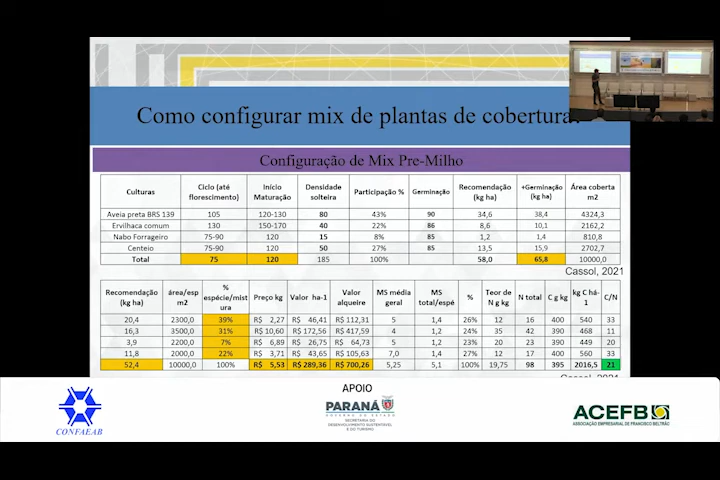 Como configurar mix de plantas de cobertura
Configuração de Mix Pre-Milho
Culturas Ciclo (até florescimento) Início Maturação Densidade solteira Participação % Germinação Recomendação (kg ha) +Germinação (kg ha) Área coberta m2
Aveia preta BRS 139 105 120-130 80 43% 90 34,6 38,4 4324,3
Ervilhaca comum 130 150-170 40 22% 86 8,6 10,1 2162,2
Nabo Forrageiro 75-90 120 15 8% 85 1,2 1,4 810,8
Centeio 75-90 120 50 27% 85 13,5 15,9 2702,7
Total 75 120 185 100% 58,0 65,8 10000,0
Cassol, 2021
Recomendação (kg ha) área/esp m2 % espécie/mistura Preço kg Valor ha-1 Valor alqueire MS média geral MS total/espé % Teor de N g kg N total C g kg kg C há-1 C/N
20,4 2300,0 39% R$ 2,27 R$ 46,41 R$ 112,31 5 1,4 26% 12 16 400 540 33
16,3 3500,0 31% R$ 10,60 R$ 172,56 R$ 417,59 4 1,2 24% 35 42 390 468 11
3,9 2200,0 7% R$ 6,89 R$ 26,75 R$ 64,73 5 1,4 23% 20 23 390 449 20
11,8 2000,0 22% R$ 3,71 R$ 43,65 R$ 105,63 7,0 1,4 27% 12 17 400 560 33
52,4 10000,0 100% R$ 5,53 R$ 289,36 R$ 700,26 5,25 5,1 100% 19,75 98 395 2016,5 21
APOIO
CONFAEAB
PARANÁ
GOVERNO DO ESTADO
SECRETARIA DO
DESENVOLVIMENTO SUSTENTÁVEL
E DO TURISMO
ACEFB
ASSOCIAÇÃO EMPRESARIAL DE FRANCISCO BELTRÃO